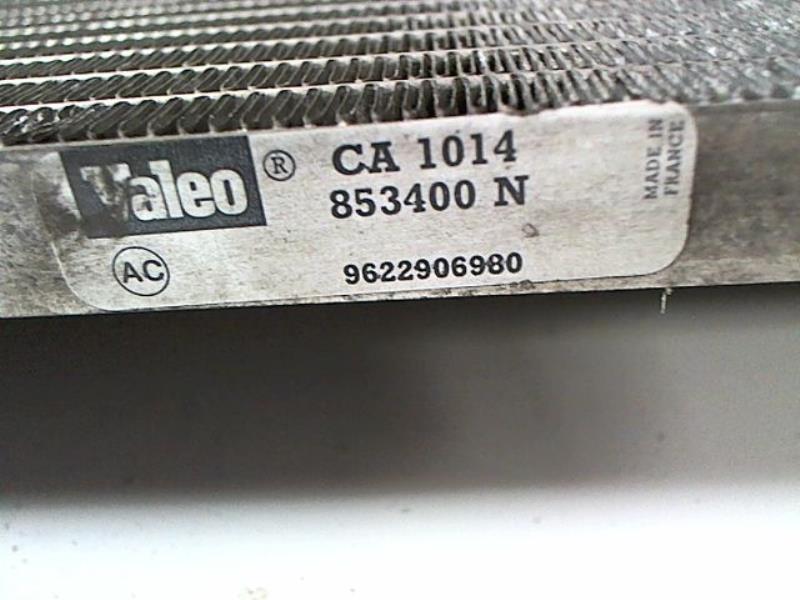 Valeo ® CA 1014
853400 N
MADE IN
FRANCE
AC
9622906980